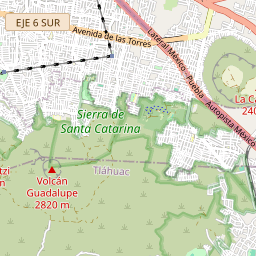 EJE 6 SUR
Avenida de las Torres
Lateral México - Puebla
Autopista México
La C
240
Sierra de
Santa Catarina
Tláhuac
tzi
n
Volcán
Guadalupe
2820 m